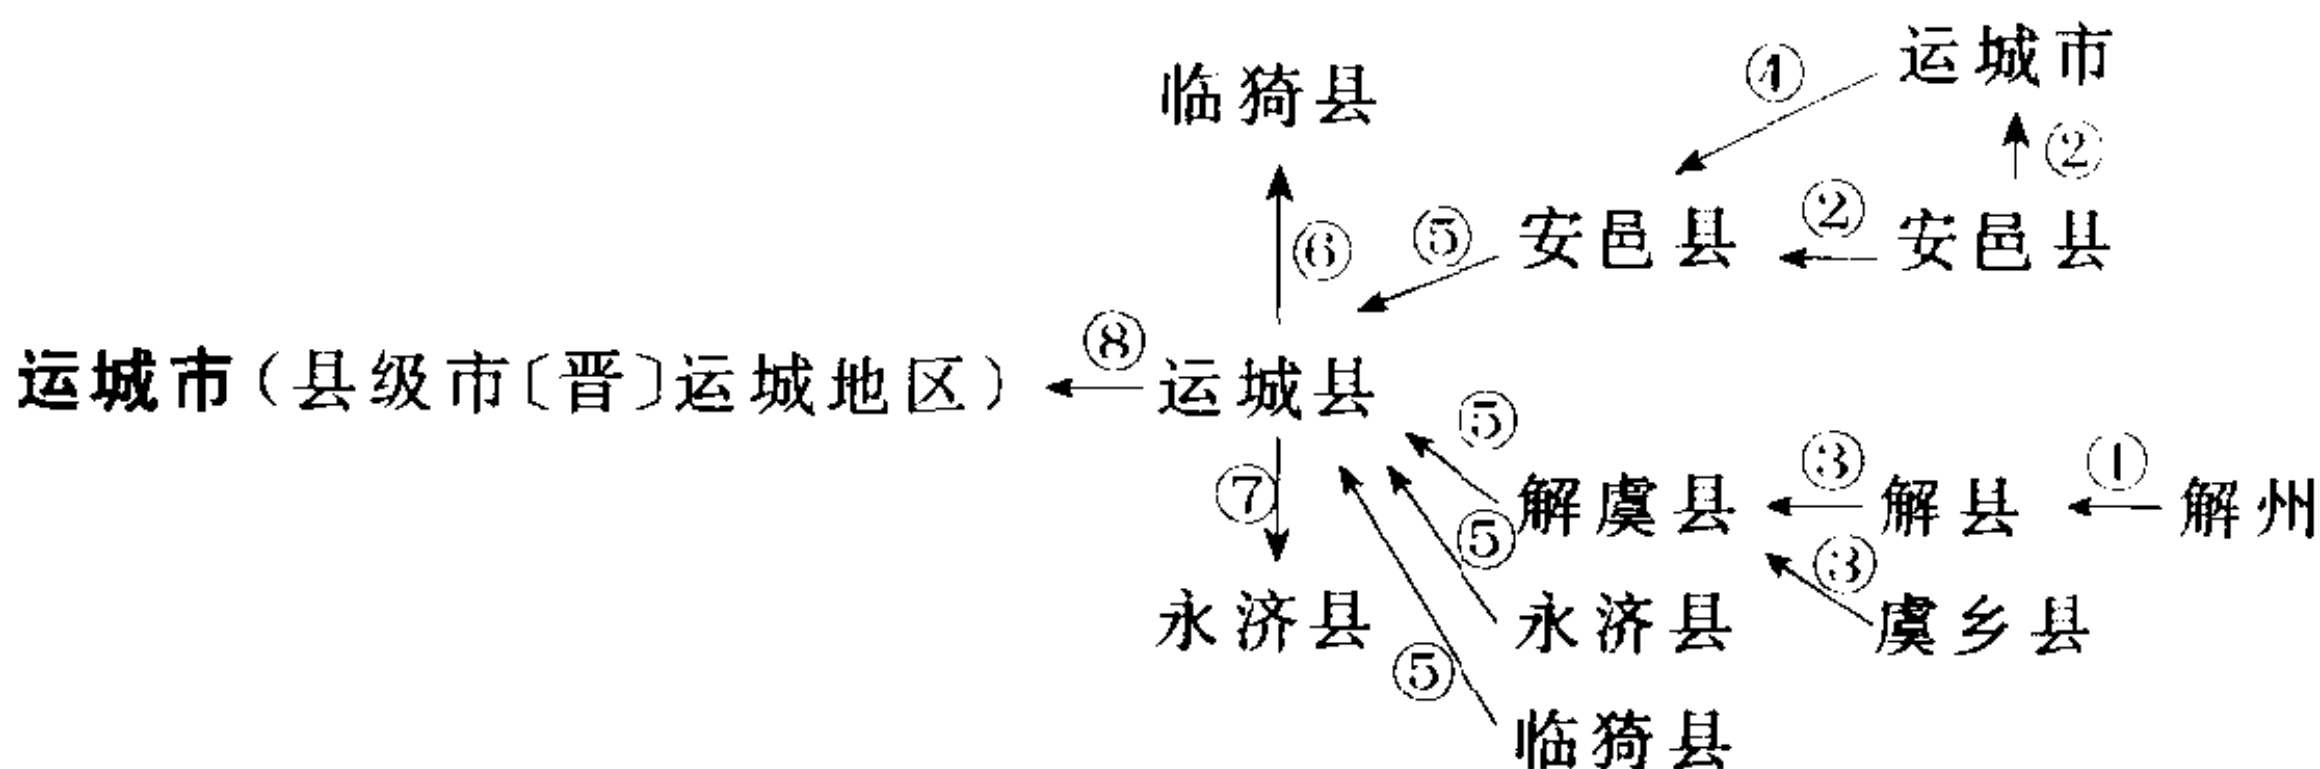 ④ 运城市
临猗县
② 
⑥ ⑤ 安邑县 ② 安邑县
运城市(县级市〔晋〕运城地区) ⑧ 运城县
⑤
⑦ 解虞县 ③ 解县 ① 解州
⑤ ③
永济县 永济县 虞乡县
⑤
临猗县